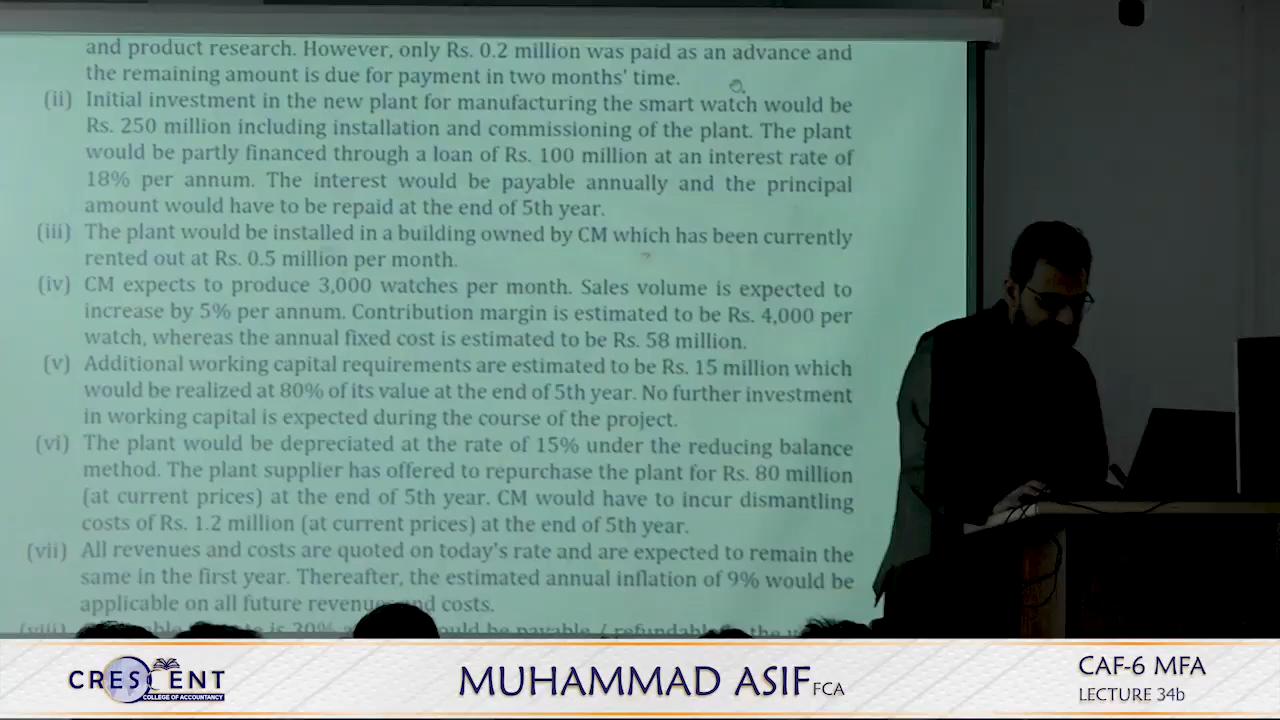 and product research. However, only Rs. 0.2 million was paid as an advance and
the remaining amount is due for payment in two months' time.
(ii) Initial investment in the new plant for manufacturing the smart watch would be
Rs. 250 million including installation and commissioning of the plant. The plant
would be partly financed through a loan of Rs. 100 million at an interest rate of
18% per annum. The interest would be payable annually and the principal
amount would have to be repaid at the end of 5th year.
(iii) The plant would be installed in a building owned by CM which has been currently
rented out at Rs. 0.5 million per month.
(iv) CM expects to produce 3,000 watches per month. Sales volume is expected to
increase by 5% per annum. Contribution margin is estimated to be Rs. 4,000 per
watch, whereas the annual fixed cost is estimated to be Rs. 58 million.
(v) Additional working capital requirements are estimated to be Rs. 15 million which
would be realized at 80% of its value at the end of 5th year. No further investment
in working capital is expected during the course of the project.
(vi) The plant would be depreciated at the rate of 15% under the reducing balance
method. The plant supplier has offered to repurchase the plant for Rs. 80 million
(at current prices) at the end of 5th year. CM would have to incur dismantling
costs of Rs. 1.2 million (at current prices) at the end of 5th year.
(vii) All revenues and costs are quoted on today's rate and are expected to remain the
same in the first year. Thereafter, the estimated annual inflation of 9% would be
applicable on all future and costs.
is payable / the
CRESCENT
COLLEGE OF ACCOUNTANCY
MUHAMMAD ASIF FCA
CAF-6 MFA
LECTURE 34b